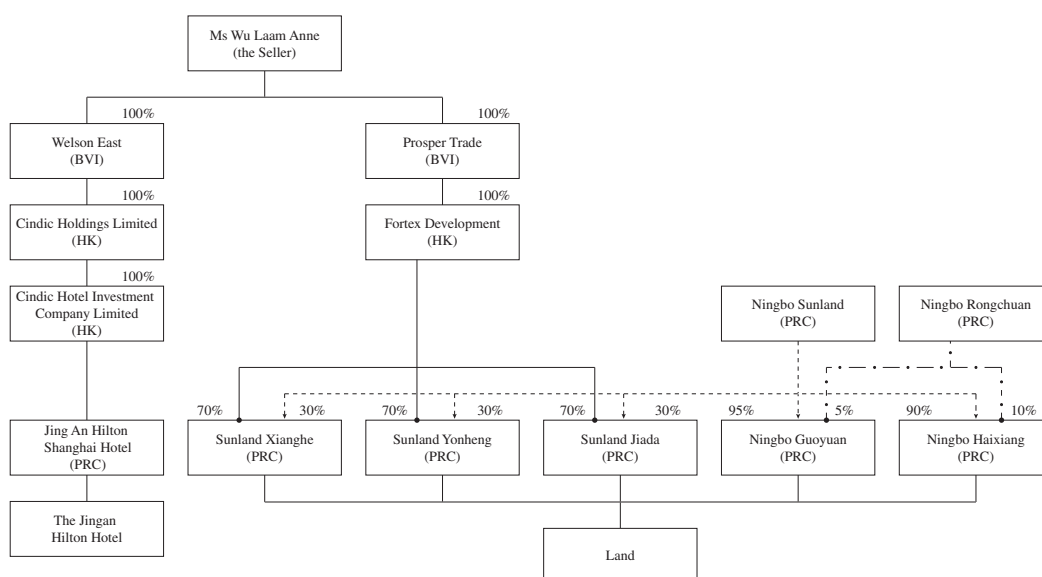 Ms Wu Laam Anne
(the Seller)
100%
100%
Welson East
(BVI)
Prosper Trade
(BVI)
100%
100%
Cindic Holdings Limited
(HK)
Fortex Development
(HK)
100%
Cindic Hotel Investment
Company Limited
(HK)
Ningbo Sunland
(PRC)
Ningbo Rongchuan
(PRC)
70%
30%
70%
30%
70%
30%
95%
5%
90%
10%
Jing An Hilton
Shanghai Hotel
(PRC)
Sunland Xianghe
(PRC)
Sunland Yonheng
(PRC)
Sunland Jiada
(PRC)
Ningbo Guoyuan
(PRC)
Ningbo Haixiang
(PRC)
The Jingan
Hilton Hotel
Land